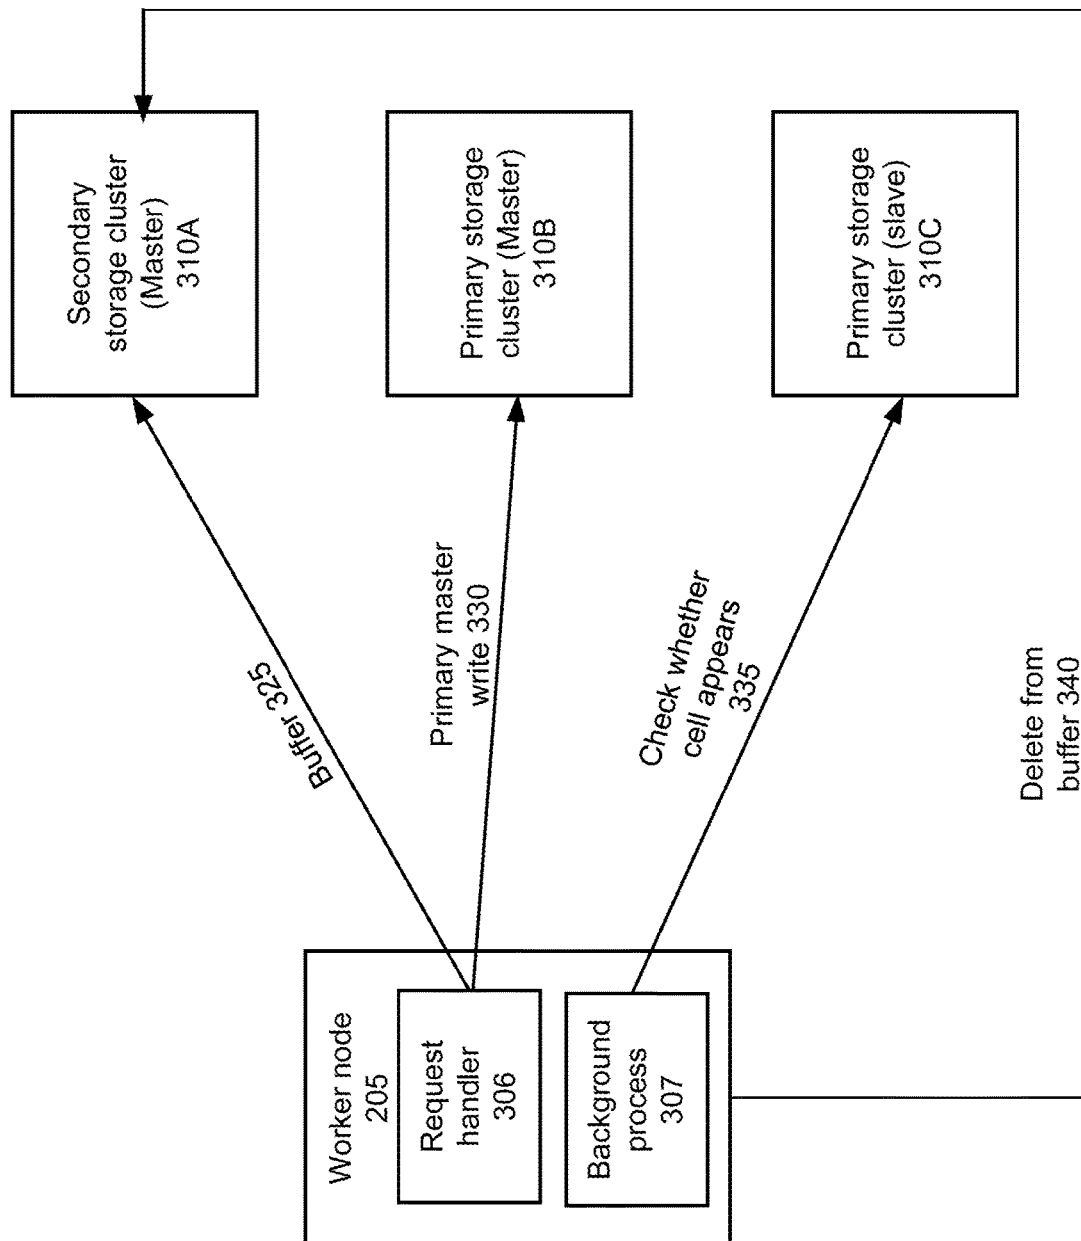 Secondary
storage cluster
(Master)
310A
Primary storage
cluster (Master)
310B
Primary storage
cluster (slave)
310C
Buffer 325
Primary master
write 330
Check whether
cell appears
335
Delete from
buffer 340
Worker node
205
Request
handler
306
Background
process
307